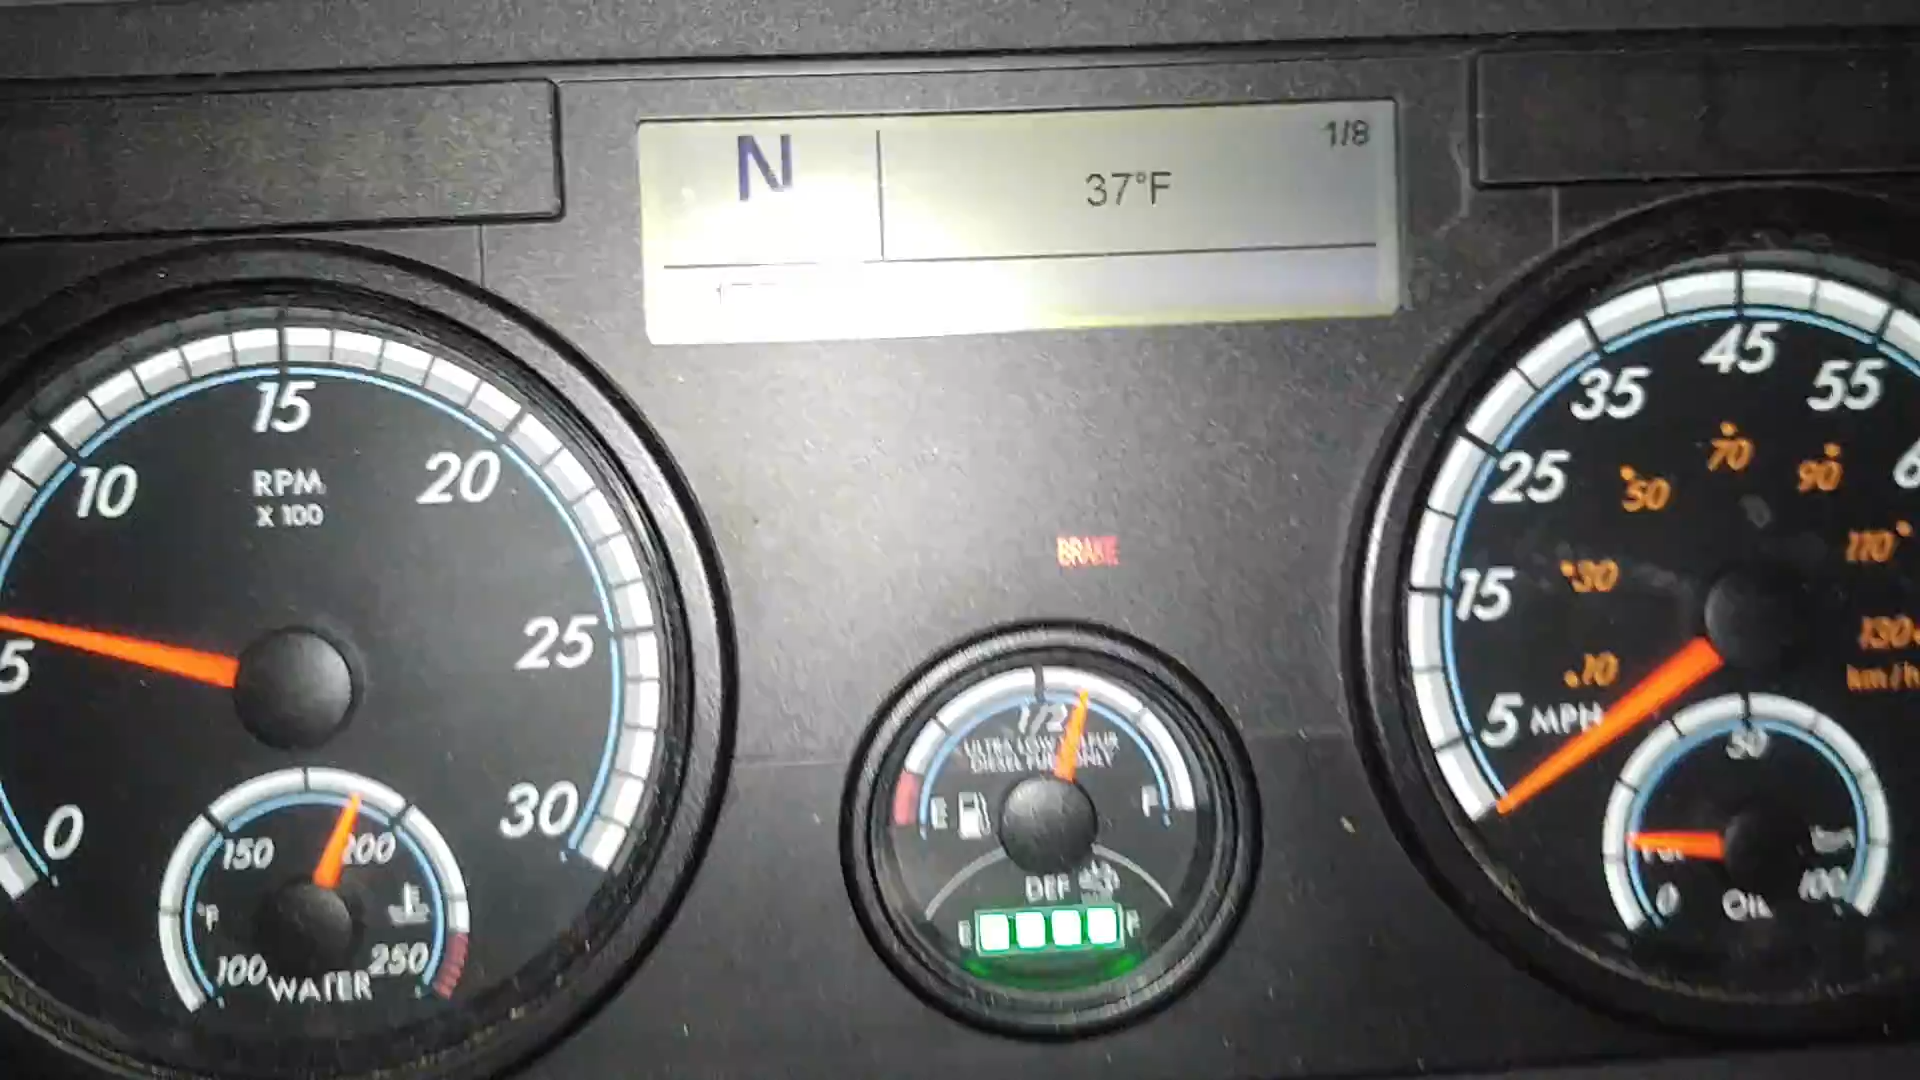 N
37°F
1/8
10
15
20
25
30
5
0
RPM
X 100
150
200
°F
100
250
WATER
BRAKE
1/2
ULTRA LOW SULFUR
DIESEL FUEL ONLY
E
F
DEF
E
F
5
15
25
35
45
55
6
MPH
10
30
50
70
90
110
130
km/h
50
0
100
OIL